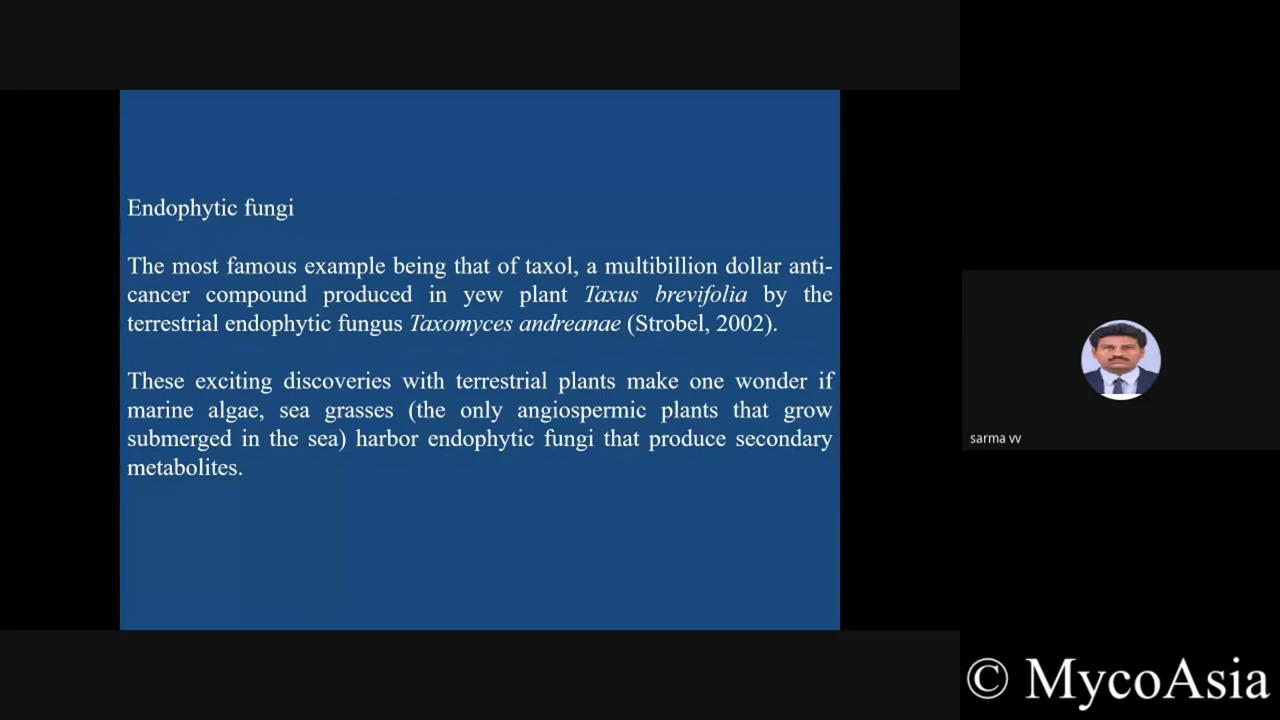 Endophytic fungi
The most famous example being that of taxol, a multibillion dollar anti-
cancer compound produced in yew plant Taxus brevifolia by the
terrestrial endophytic fungus Taxomyces andreanae (Strobel, 2002).
These exciting discoveries with terrestrial plants make one wonder if
marine algae, sea grasses (the only angiospermic plants that grow
submerged in the sea) harbor endophytic fungi that produce secondary
metabolites.
sarma vv
© MycoAsia